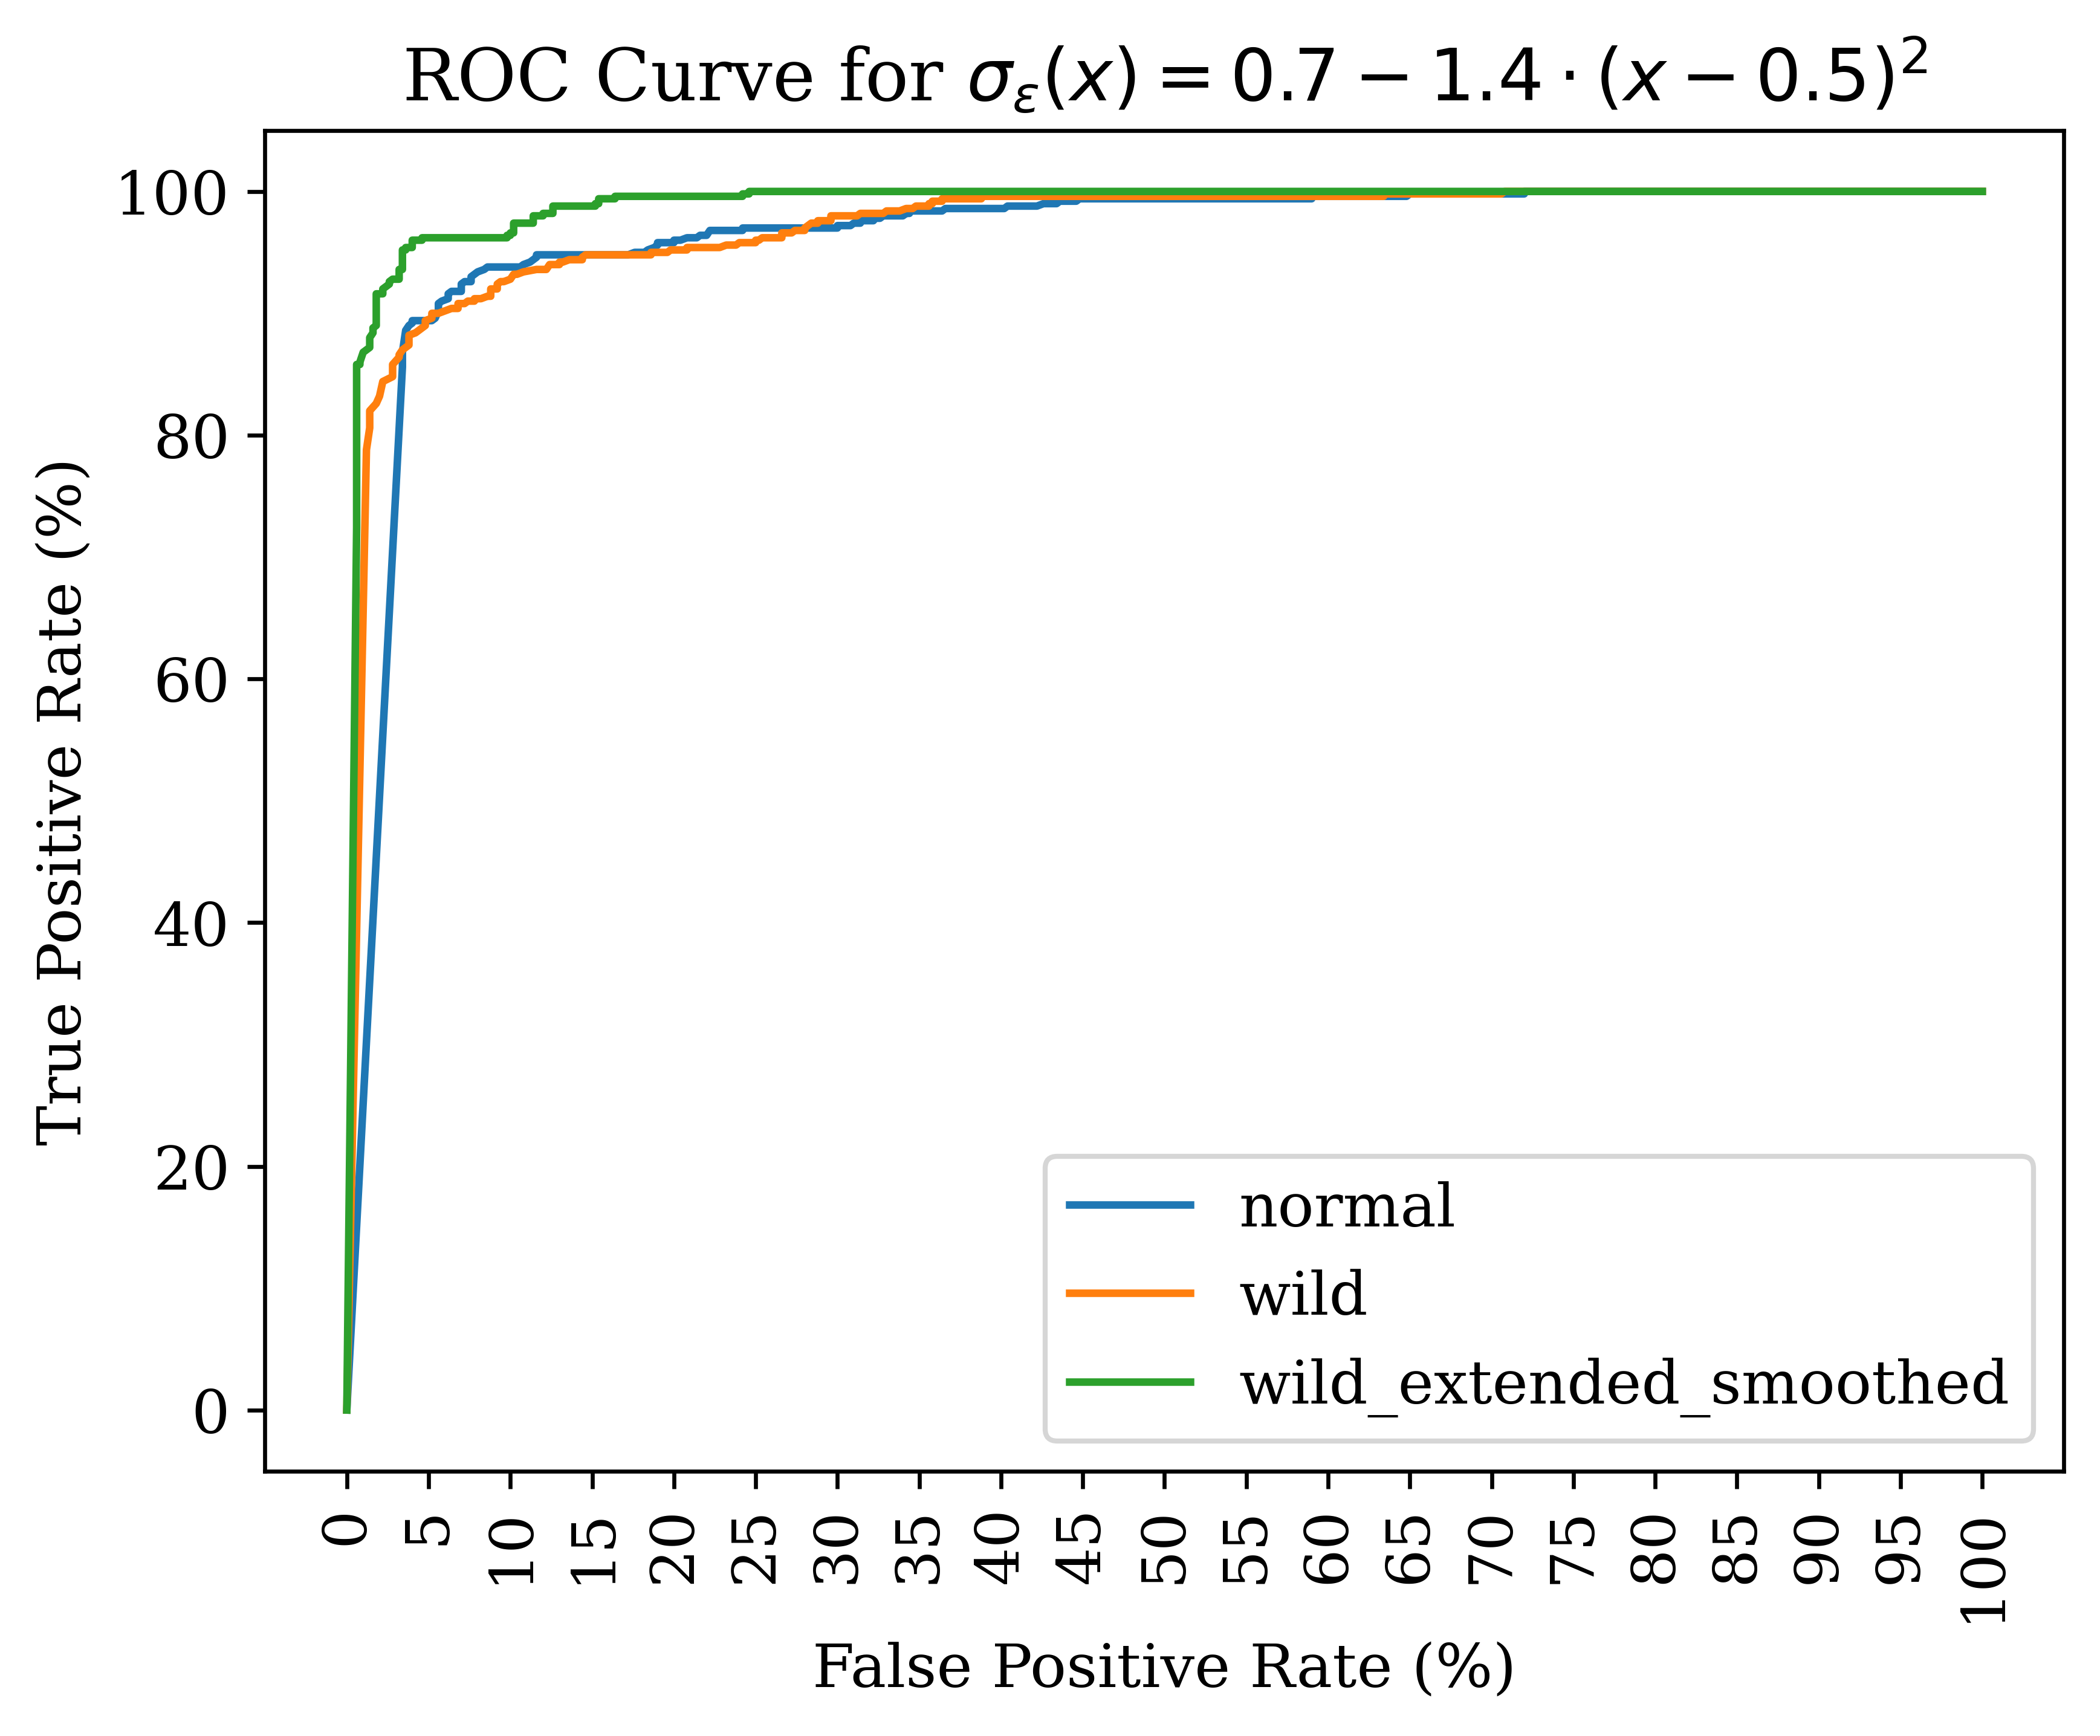 ROC Curve for σ_ε(x) = 0.7 − 1.4 · (x − 0.5)²
True Positive Rate (%)
100
80
60
40
20
0
normal
wild
wild_extended_smoothed
0 5 10 15 20 25 30 35 40 45 50 55 60 65 70 75 80 85 90 95 100
False Positive Rate (%)